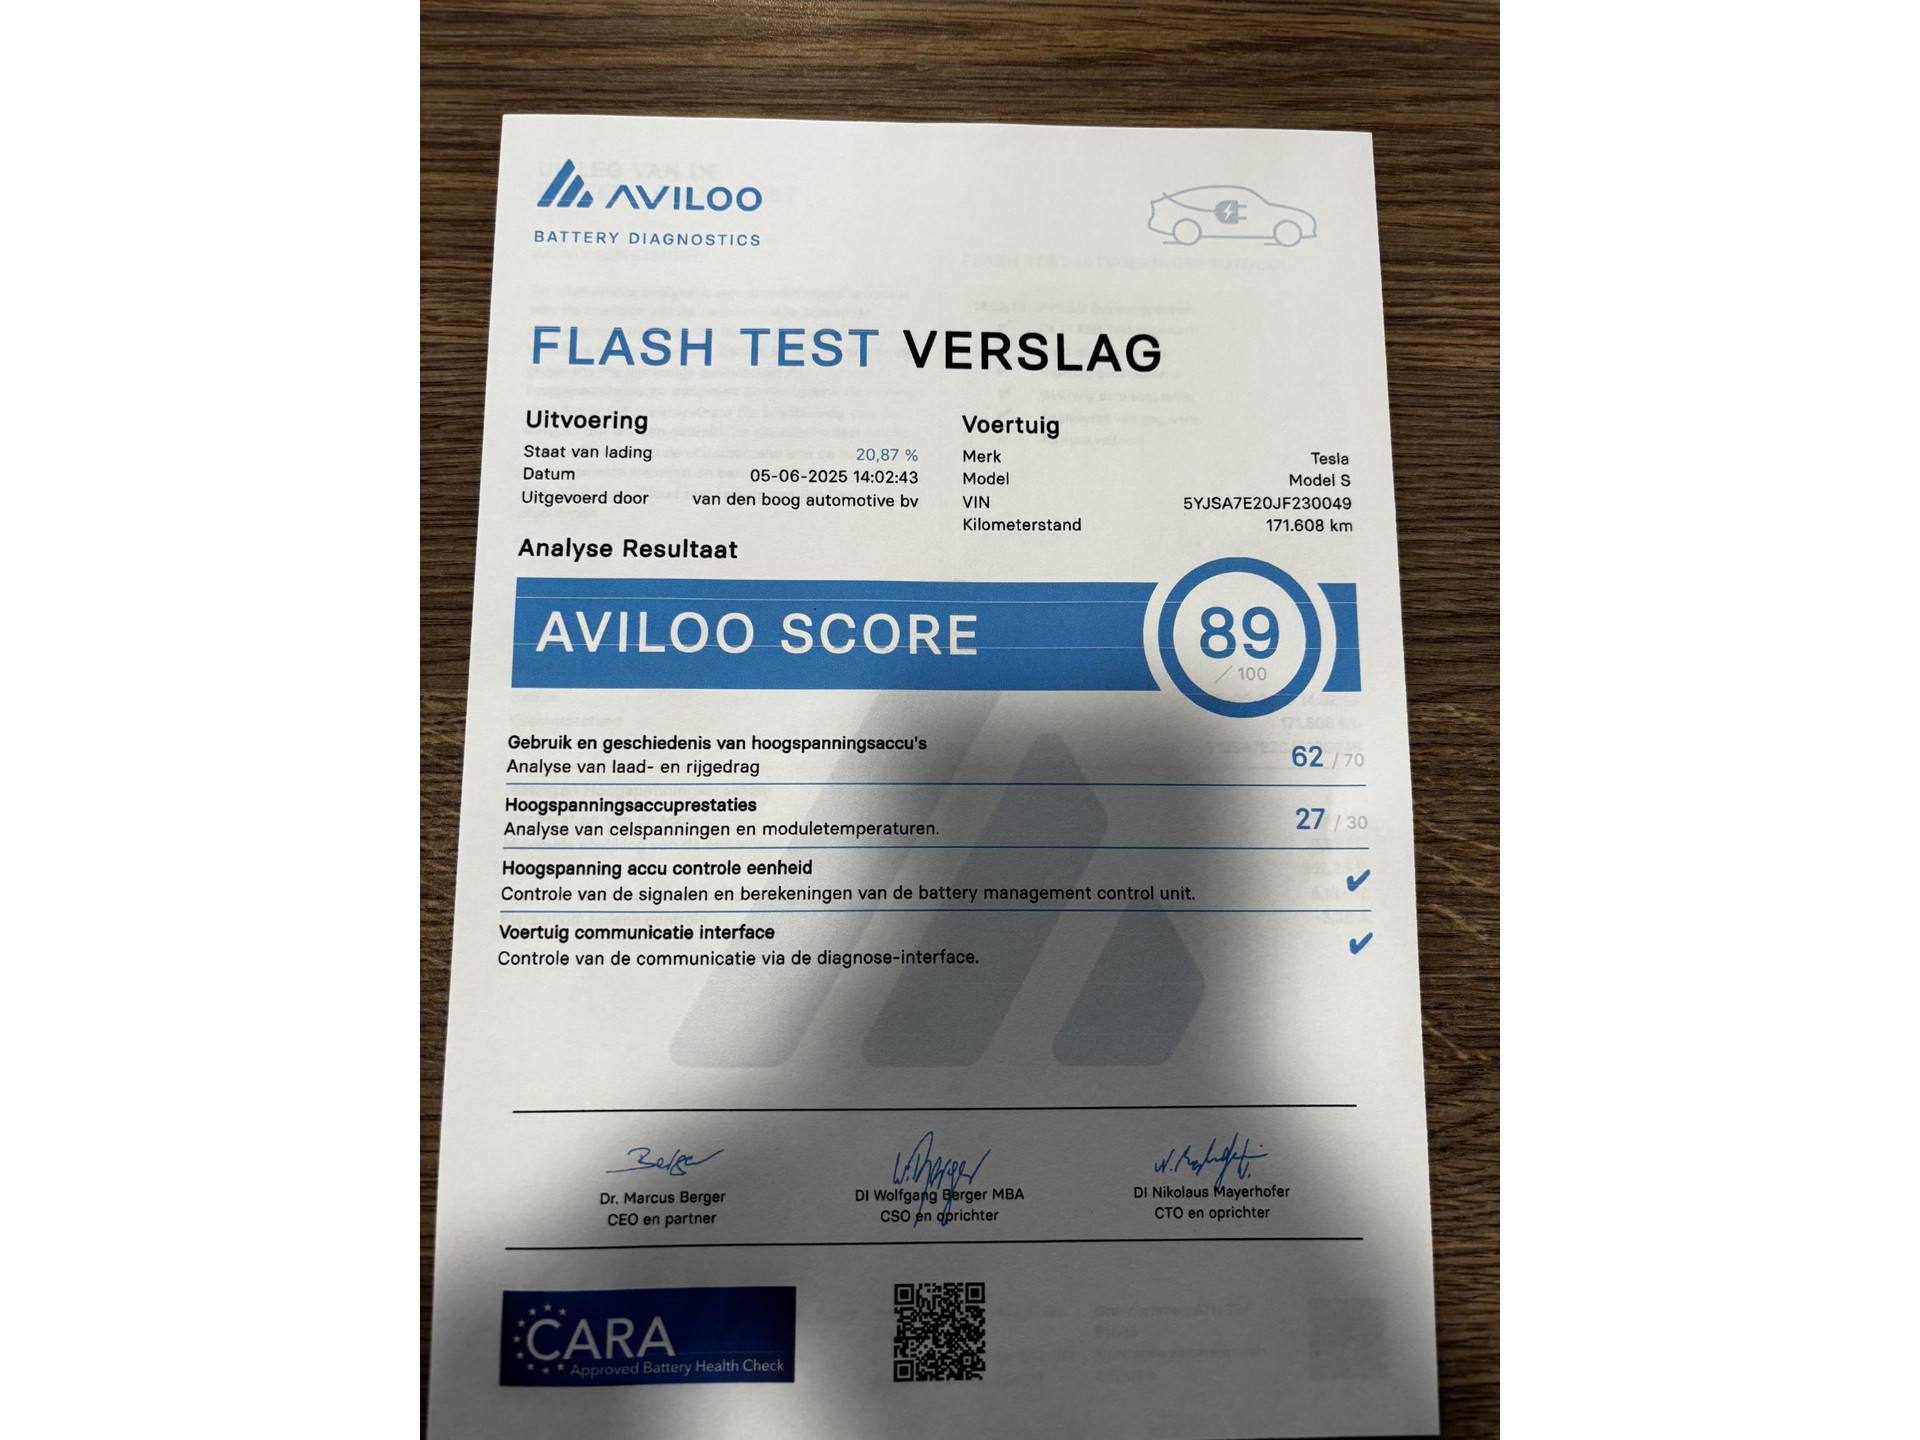 AVILOO
BATTERY DIAGNOSTICS
FLASH TEST VERSLAG
Uitvoering
Staat van lading 20,87 %
Datum 05-06-2025 14:02:43
Uitgevoerd door van den boog automotive bv
Voertuig
Merk Tesla
Model Model S
VIN 5YJSA7E20JF230049
Kilometerstand 171.608 km
Analyse Resultaat
AVILOO SCORE 89 / 100
Gebruik en geschiedenis van hoogspanningsaccu's
Analyse van laad- en rijgedrag 62 / 70
Hoogspanningsaccuprestaties
Analyse van celspanningen en moduletemperaturen. 27 / 30
Hoogspanning accu controle eenheid
Controle van de signalen en berekeningen van de battery management control unit. ✔
Voertuig communicatie interface
Controle van de communicatie via de diagnose-interface. ✔
Berger
Dr. Marcus Berger
CEO en partner
W. Berger
DI Wolfgang Berger MBA
CSO en oprichter
DI Nikolaus Mayerhofer
CTO en oprichter
CARA
Approved Battery Health Check